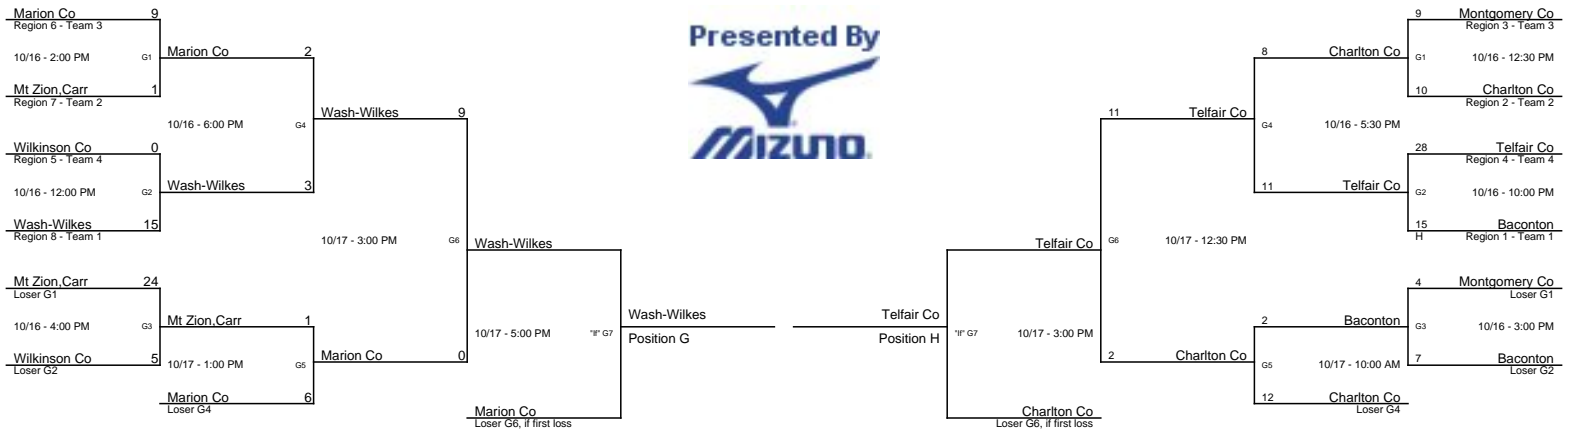 Marion Co 9
Region 6 - Team 3
10/16 - 2:00 PM G1
Mt Zion,Carr 1
Region 7 - Team 2
Marion Co 2
10/16 - 6:00 PM G4
Wilkinson Co 0
Region 5 - Team 4
10/16 - 12:00 PM G2
Wash-Wilkes 15
Region 8 - Team 1
Wash-Wilkes 3
Wash-Wilkes 9
10/17 - 3:00 PM G6
Mt Zion,Carr 24
Loser G1
10/16 - 4:00 PM G3
Wilkinson Co 5
Loser G2
Mt Zion,Carr 1
10/17 - 1:00 PM G5
Marion Co 6
Loser G4
Marion Co 0
Wash-Wilkes
10/17 - 5:00 PM "If" G7
Marion Co
Loser G6, if first loss
Wash-Wilkes
Position G
Presented By
MIZUNO
Telfair Co
Position H
Telfair Co
"If" G7 10/17 - 3:00 PM
Charlton Co
Loser G6, if first loss
11 Telfair Co
G6 10/17 - 12:30 PM
2 Charlton Co
8 Charlton Co
G4 10/16 - 5:30 PM
11 Telfair Co
2 Baconton
G5 10/17 - 10:00 AM
12 Charlton Co
Loser G4
9 Montgomery Co
Region 3 - Team 3
G1 10/16 - 12:30 PM
10 Charlton Co
Region 2 - Team 2
28 Telfair Co
Region 4 - Team 4
G2 10/16 - 10:00 PM
15 Baconton
H Region 1 - Team 1
4 Montgomery Co
Loser G1
G3 10/16 - 3:00 PM
7 Baconton
Loser G2